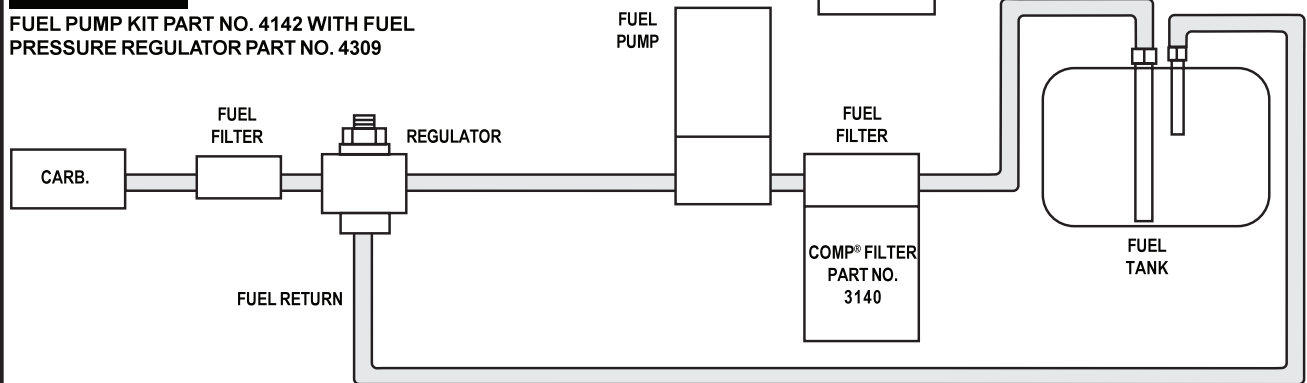 FUEL PUMP KIT PART NO. 4142 WITH FUEL
PRESSURE REGULATOR PART NO. 4309
FUEL
PUMP
FUEL
FILTER
REGULATOR
FUEL
FILTER
CARB.
COMP® FILTER
PART NO.
3140
FUEL
TANK
FUEL RETURN